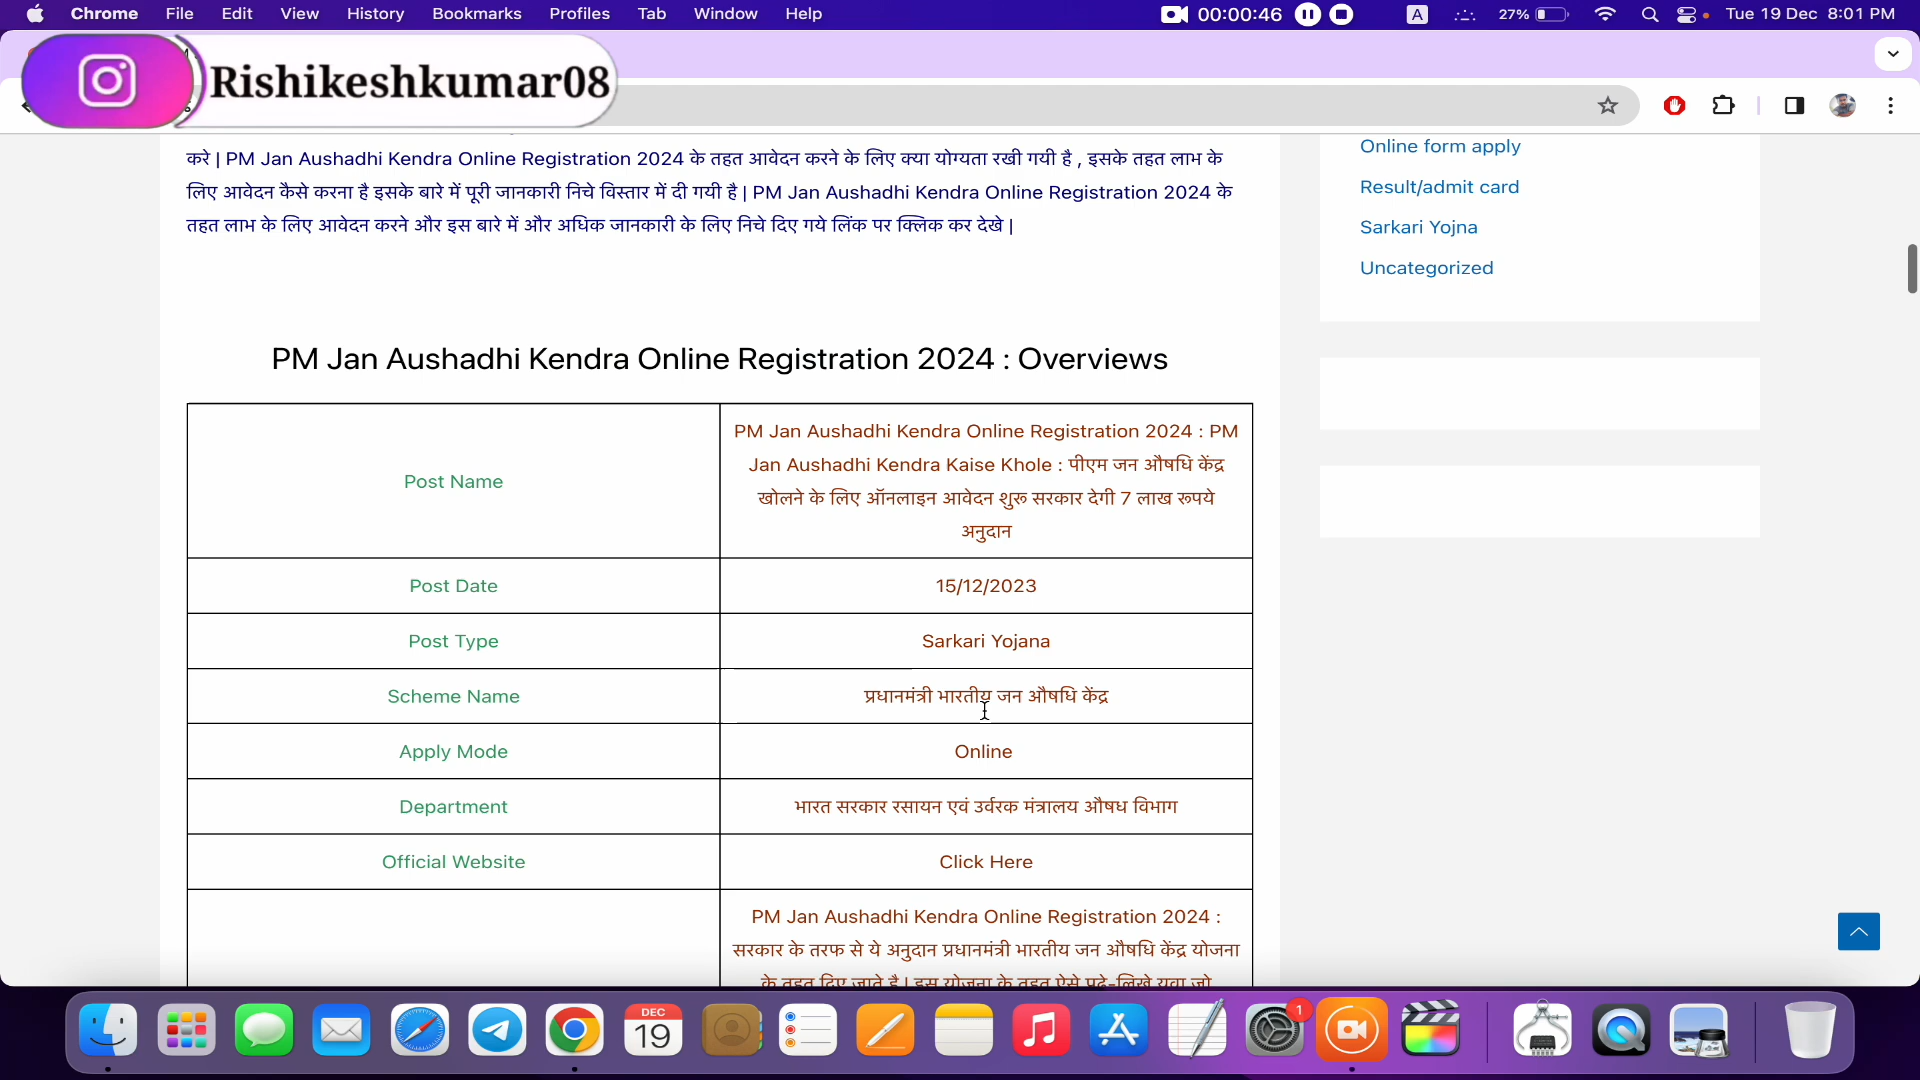 Chrome File Edit View History Bookmarks Profiles Tab Window Help 00:00:46 A 27% Tue 19 Dec 8:01 PM
Rishikeshkumar08
करे | PM Jan Aushadhi Kendra Online Registration 2024 के तहत आवेदन करने के लिए क्या योग्यता रखी गयी है , इसके तहत लाभ के
लिए आवेदन कैसे करना है इसके बारे में पूरी जानकारी निचे विस्तार में दी गयी है | PM Jan Aushadhi Kendra Online Registration 2024 के
तहत लाभ के लिए आवेदन करने और इस बारे में और अधिक जानकारी के लिए निचे दिए गये लिंक पर क्लिक कर देखे |
Online form apply
Result/admit card
Sarkari Yojna
Uncategorized
PM Jan Aushadhi Kendra Online Registration 2024 : Overviews
Post Name
PM Jan Aushadhi Kendra Online Registration 2024 : PM
Jan Aushadhi Kendra Kaise Khole : पीएम जन औषधि केंद्र
खोलने के लिए ऑनलाइन आवेदन शुरू सरकार देगी 7 लाख रूपये
अनुदान
Post Date 15/12/2023
Post Type Sarkari Yojana
Scheme Name प्रधानमंत्री भारतीय जन औषधि केंद्र
Apply Mode Online
Department भारत सरकार रसायन एवं उर्वरक मंत्रालय औषध विभाग
Official Website Click Here
PM Jan Aushadhi Kendra Online Registration 2024 :
सरकार के तरफ से ये अनुदान प्रधानमंत्री भारतीय जन औषधि केंद्र योजना
के तहत दिए जाते है | इस योजना के तहत ऐसे पढ़े-लिखे युवा जो
DEC
19
1